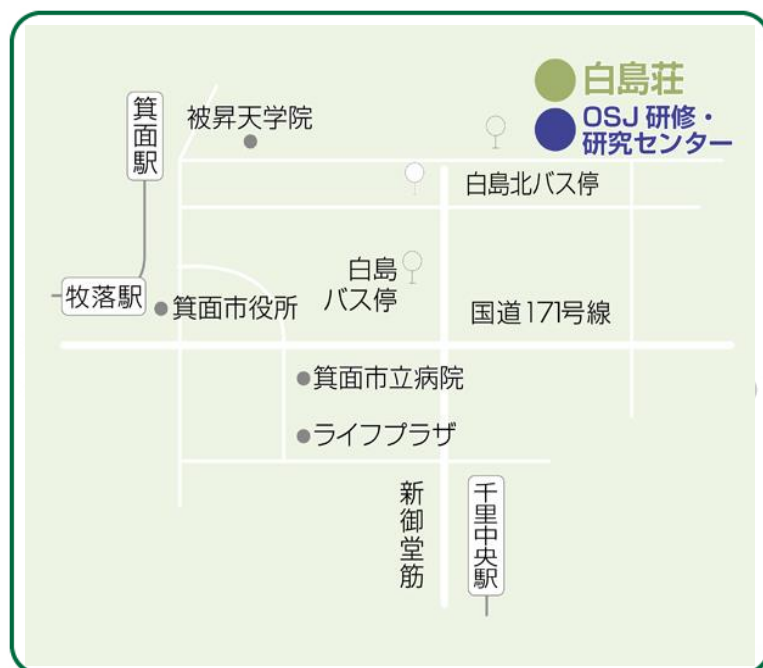 白島荘
OSJ 研修・
研究センター
箕面駅
被昇天学院
白島北バス停
牧落駅
箕面市役所
白島
バス停
国道171号線
箕面市立病院
ライフプラザ
新御堂筋
千里中央駅